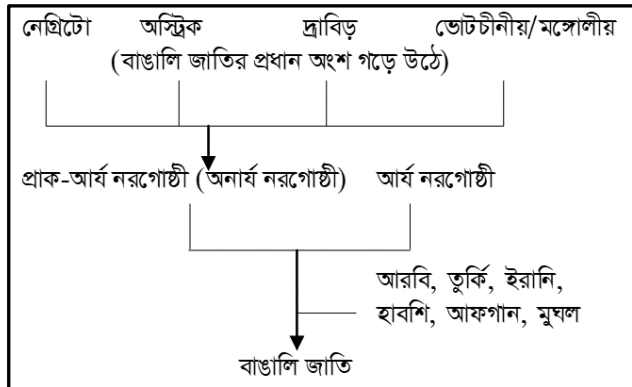 নেগ্রিটো অস্ট্রিক দ্রাবিড় ভোটচীনীয়/মঙ্গোলীয়
(বাঙালি জাতির প্রধান অংশ গড়ে উঠে)
প্রাক-আর্য নরগোষ্ঠী (অনার্য নরগোষ্ঠী) আর্য নরগোষ্ঠী
আরবি, তুর্কি, ইরানি,
হাবশি, আফগান, মুঘল
বাঙালি জাতি